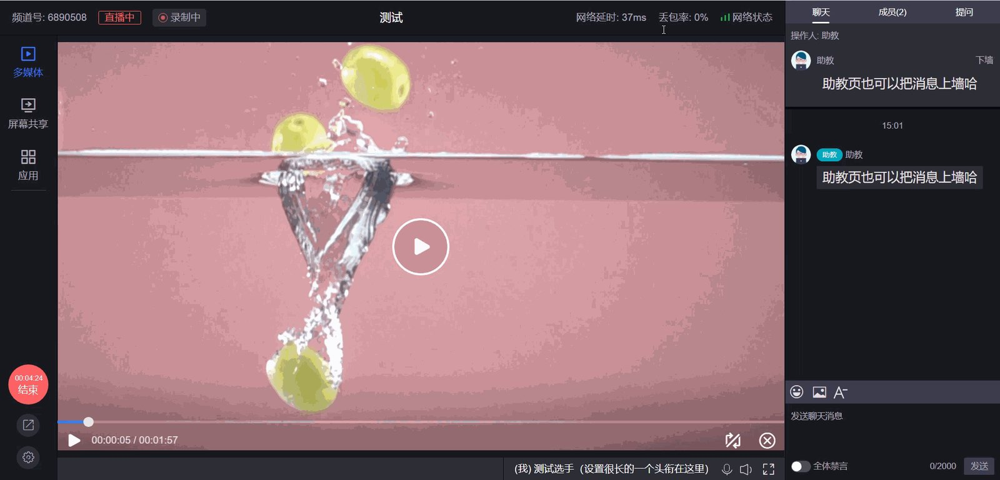 频道号: 6890508 直播中 录制中 测试 网络延时: 37ms 丢包率: 0% 网络状态
多媒体
屏幕共享
应用
00:04:24
结束
00:00:05 / 00:01:57
(我) 测试选手（设置很长的一个头衔在这里）
聊天 成员(2) 提问
操作人: 助教
助教 下墙
助教页也可以把消息上墙哈
15:01
助教 助教
助教页也可以把消息上墙哈
A-
发送聊天消息
全体禁言 0/2000 发送